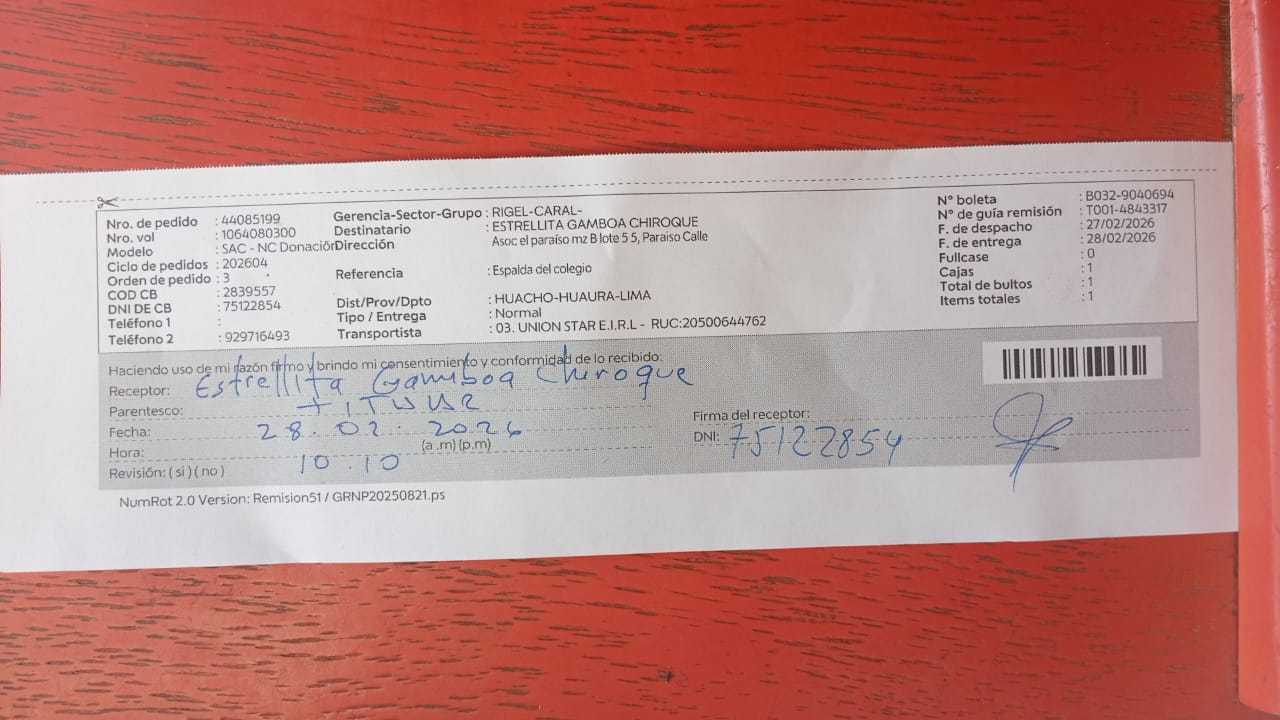 Nro. de pedido : 44085199
Nro. vol : 1064080300
Modelo : SAC - NC Donación
Ciclo de pedidos : 202604
Orden de pedido : 3
COD CB : 2839557
DNI DE CB : 75122854
Teléfono 1 :
Teléfono 2 : 929716493
Gerencia-Sector-Grupo : RIGEL-CARAL-
Destinatario : ESTRELLITA GAMBOA CHIROQUE
Dirección Asoc el paraíso mz B lote 5 5, Paraiso Calle
Referencia : Espalda del colegio
Dist/Prov/Dpto : HUACHO-HUAURA-LIMA
Tipo / Entrega : Normal
Transportista : 03. UNION STAR E.I.R.L - RUC:20500644762
N° boleta : B032-9040694
N° de guía remisión : T001-4843317
F. de despacho : 27/02/2026
F. de entrega : 28/02/2026
Fullcase : 0
Cajas : 1
Total de bultos : 1
Items totales : 1
Haciendo uso de mi razón firmo y brindo mi consentimiento y conformidad de lo recibido:
Receptor: Estrellita Gamboa Chiroque
Parentesco:
Fecha: 28.02.2026
Hora: 10.10 (a .m) (p.m)
Revisión: ( si ) ( no )
Firma del receptor:
DNI: 75122854
NumRot 2.0 Version: Remision51 / GRNP20250821.ps